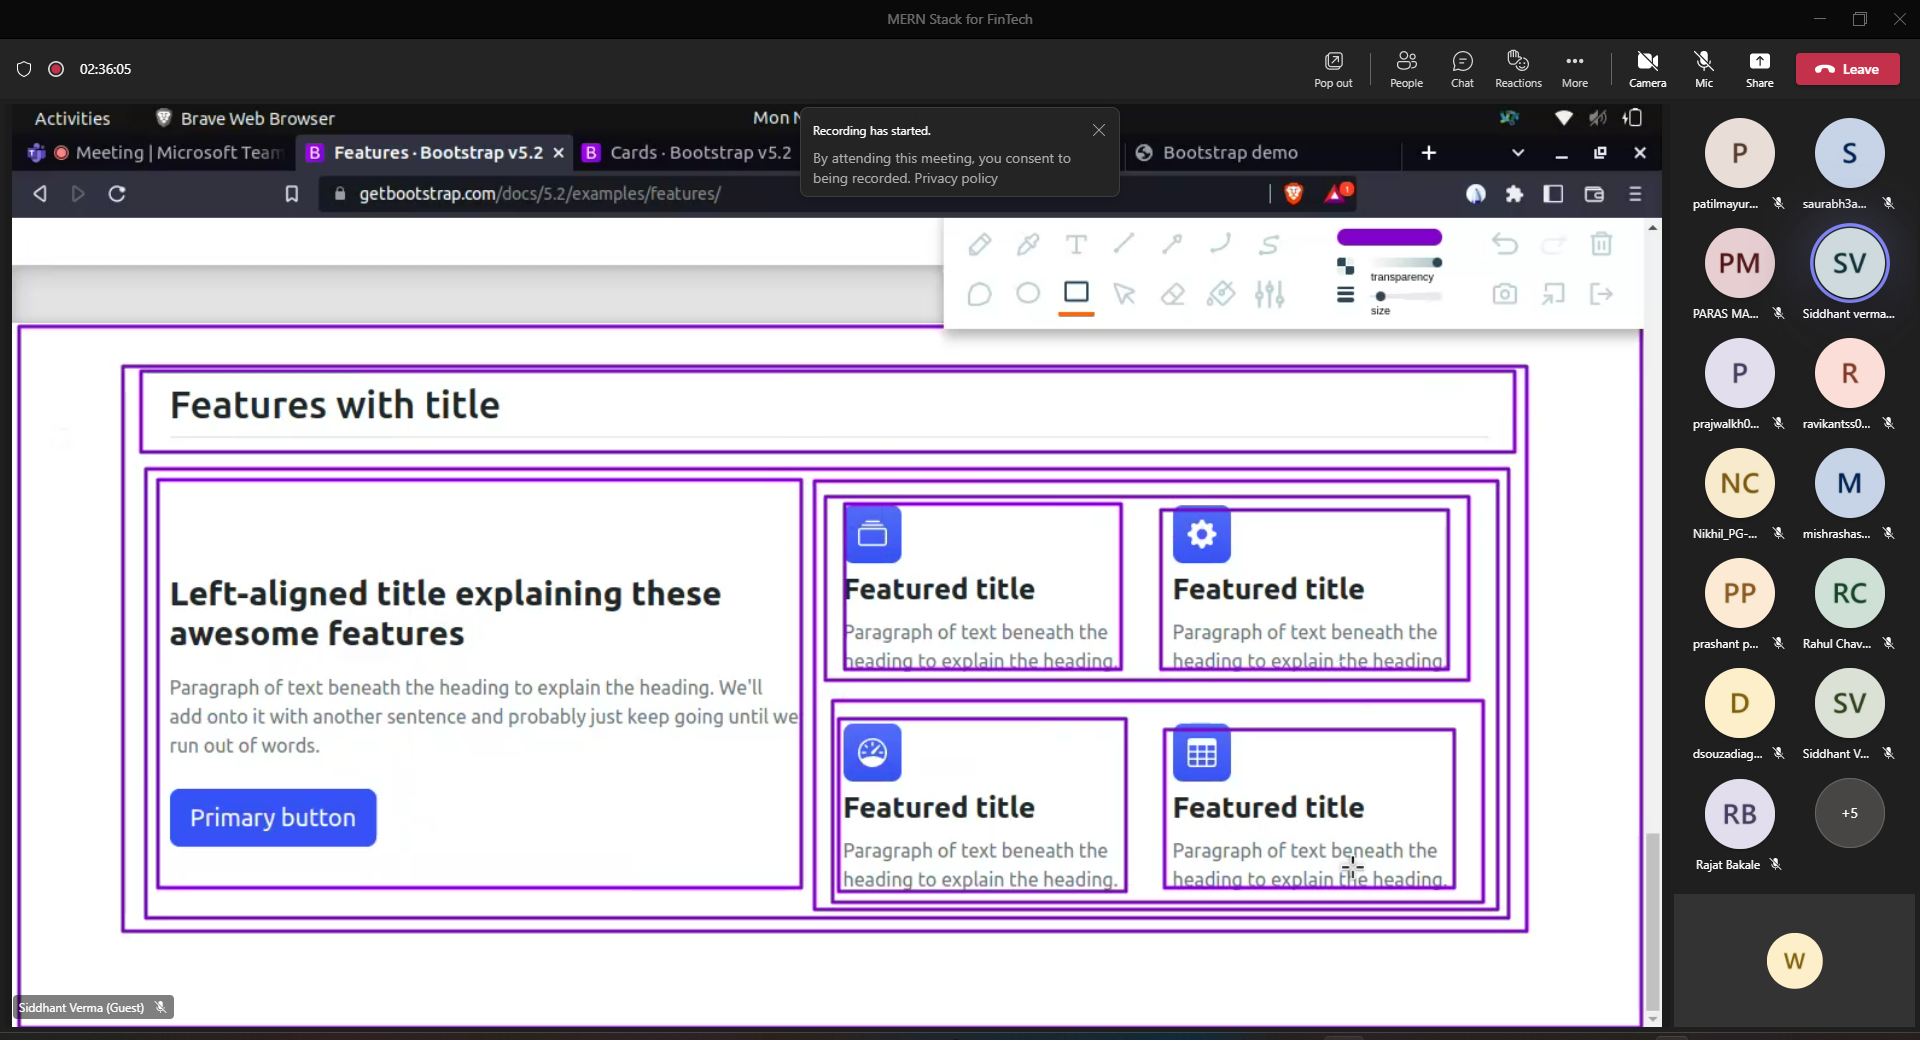 MERN Stack for FinTech
02:36:05
Pop out
People
Chat
Reactions
More
Camera
Mic
Share
Leave
Activities
Brave Web Browser
Mon
Recording has started.
By attending this meeting, you consent to
being recorded. Privacy policy
Meeting | Microsoft Team
Features · Bootstrap v5.2
Cards · Bootstrap v5.2
Bootstrap demo
getbootstrap.com/docs/5.2/examples/features/
1
transparency
size
Features with title
Left-aligned title explaining these
awesome features
Paragraph of text beneath the heading to explain the heading. We'll
add onto it with another sentence and probably just keep going until we
run out of words.
Primary button
Featured title
Paragraph of text beneath the
heading to explain the heading.
Featured title
Paragraph of text beneath the
heading to explain the heading.
Featured title
Paragraph of text beneath the
heading to explain the heading.
Featured title
Paragraph of text beneath the
heading to explain the heading.
Siddhant Verma (Guest)
P
patilmayur...
S
saurabh3a...
PM
PARAS MA...
SV
Siddhant verma...
P
prajwalkh0...
R
ravikantss0...
NC
Nikhil_PG-...
M
mishrashas...
PP
prashant p...
RC
Rahul Chav...
D
dsouzadiag...
SV
Siddhant V...
RB
Rajat Bakale
+5
W